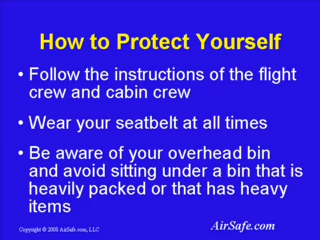 How to Protect Yourself
• Follow the instructions of the flight
crew and cabin crew
• Wear your seatbelt at all times
• Be aware of your overhead bin
and avoid sitting under a bin that is
heavily packed or that has heavy
items
Copyright © 2008 AirSafe.com, LLC
AirSafe.com